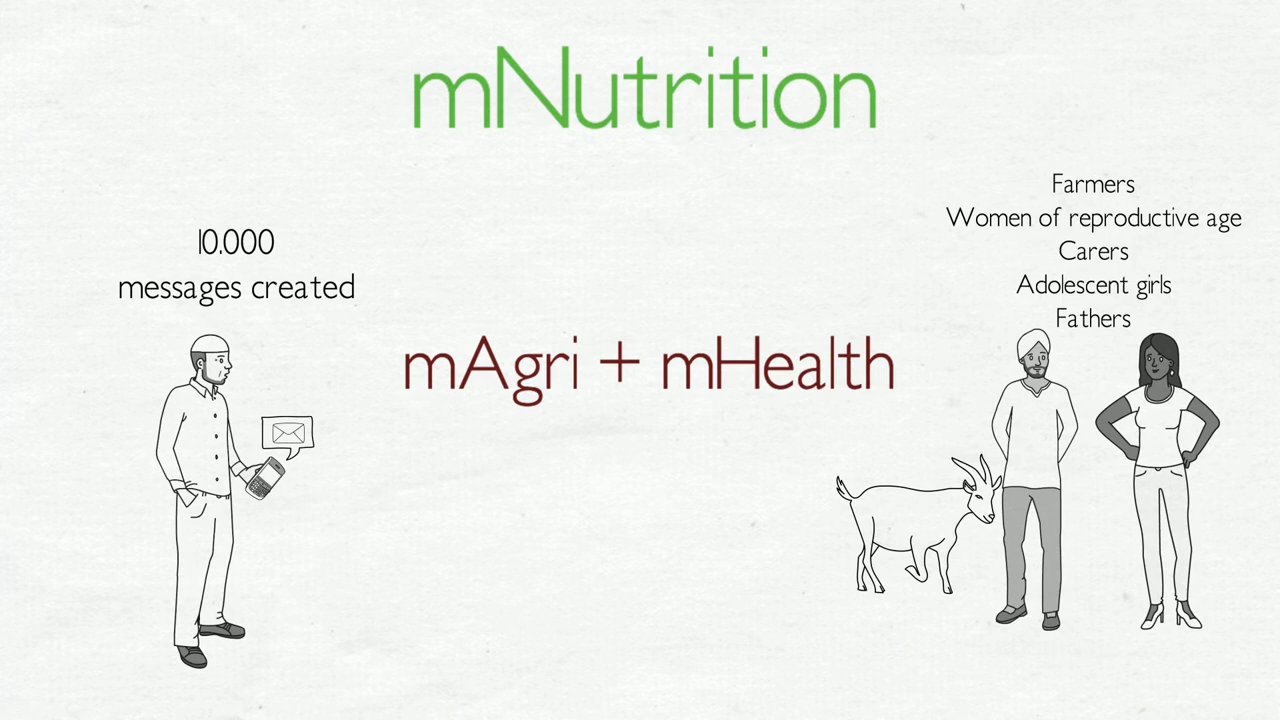 mNutrition
10.000
messages created
mAgri + mHealth
Farmers
Women of reproductive age
Carers
Adolescent girls
Fathers